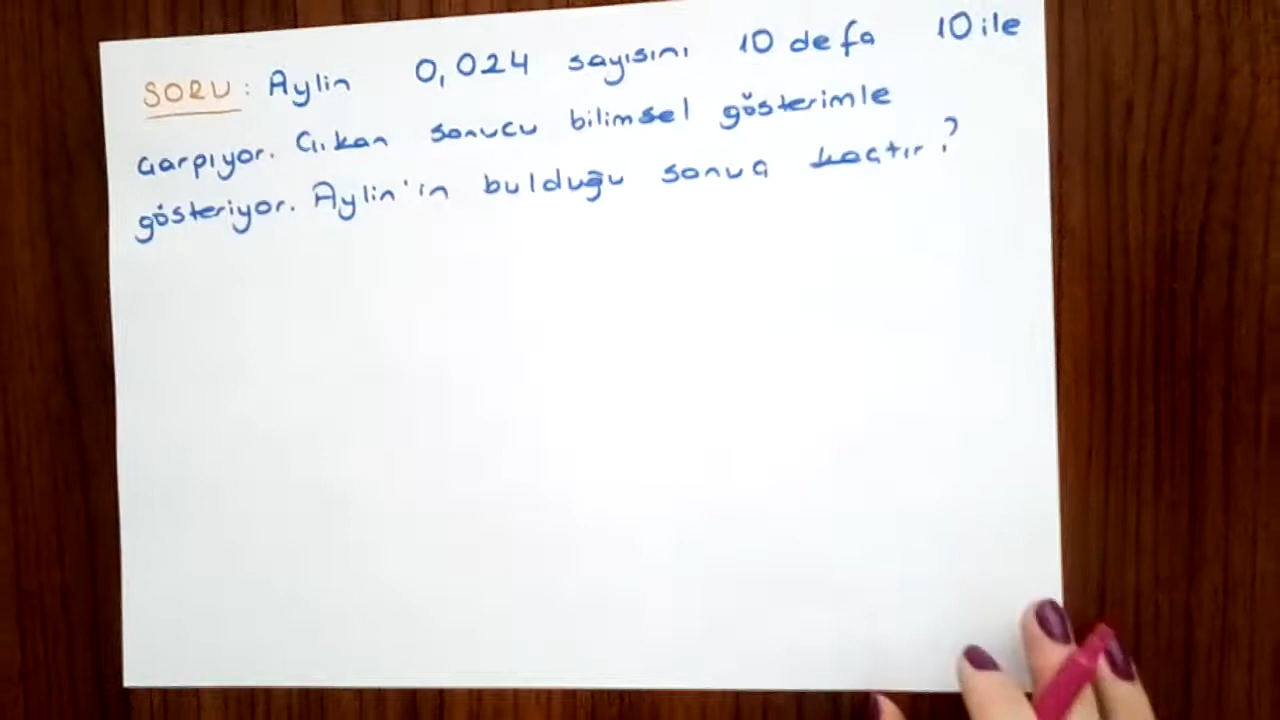 SORU: Aylin 0,024 sayısını 10 defa 10 ile
çarpıyor. Çıkan sonucu bilimsel gösterimle
gösteriyor. Aylin'in bulduğu sonuç kaçtır?